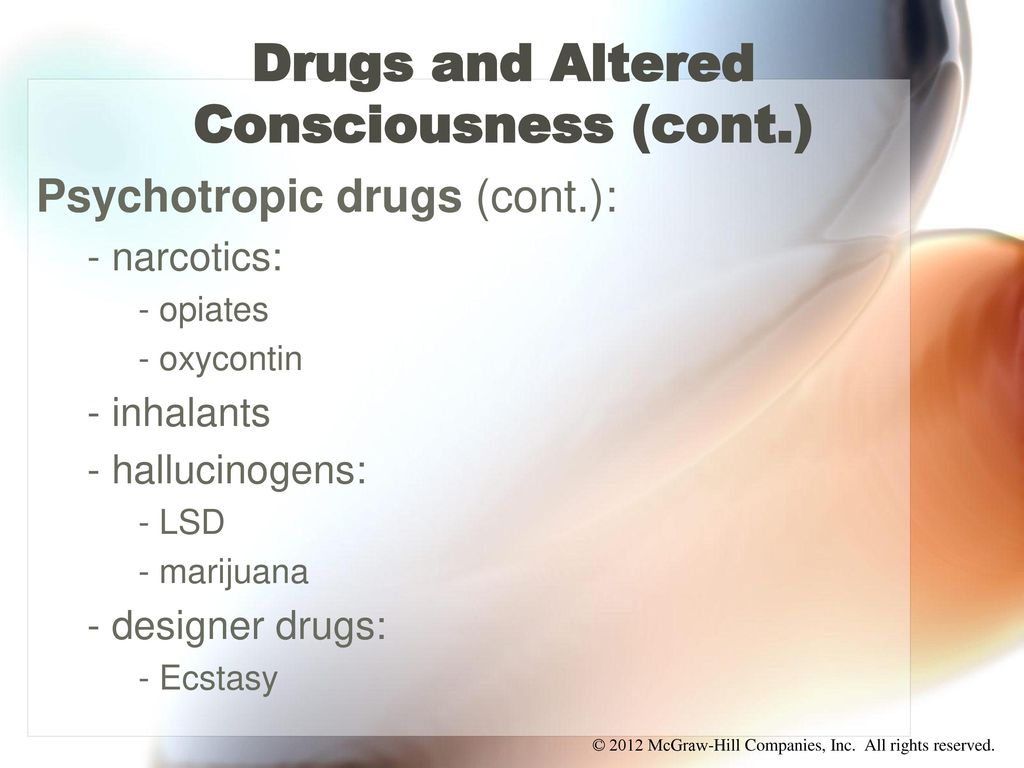 Drugs and Altered
Consciousness (cont.)
Psychotropic drugs (cont.):
- narcotics:
- opiates
- oxycontin
- inhalants
- hallucinogens:
- LSD
- marijuana
- designer drugs:
- Ecstasy
© 2012 McGraw-Hill Companies, Inc. All rights reserved.